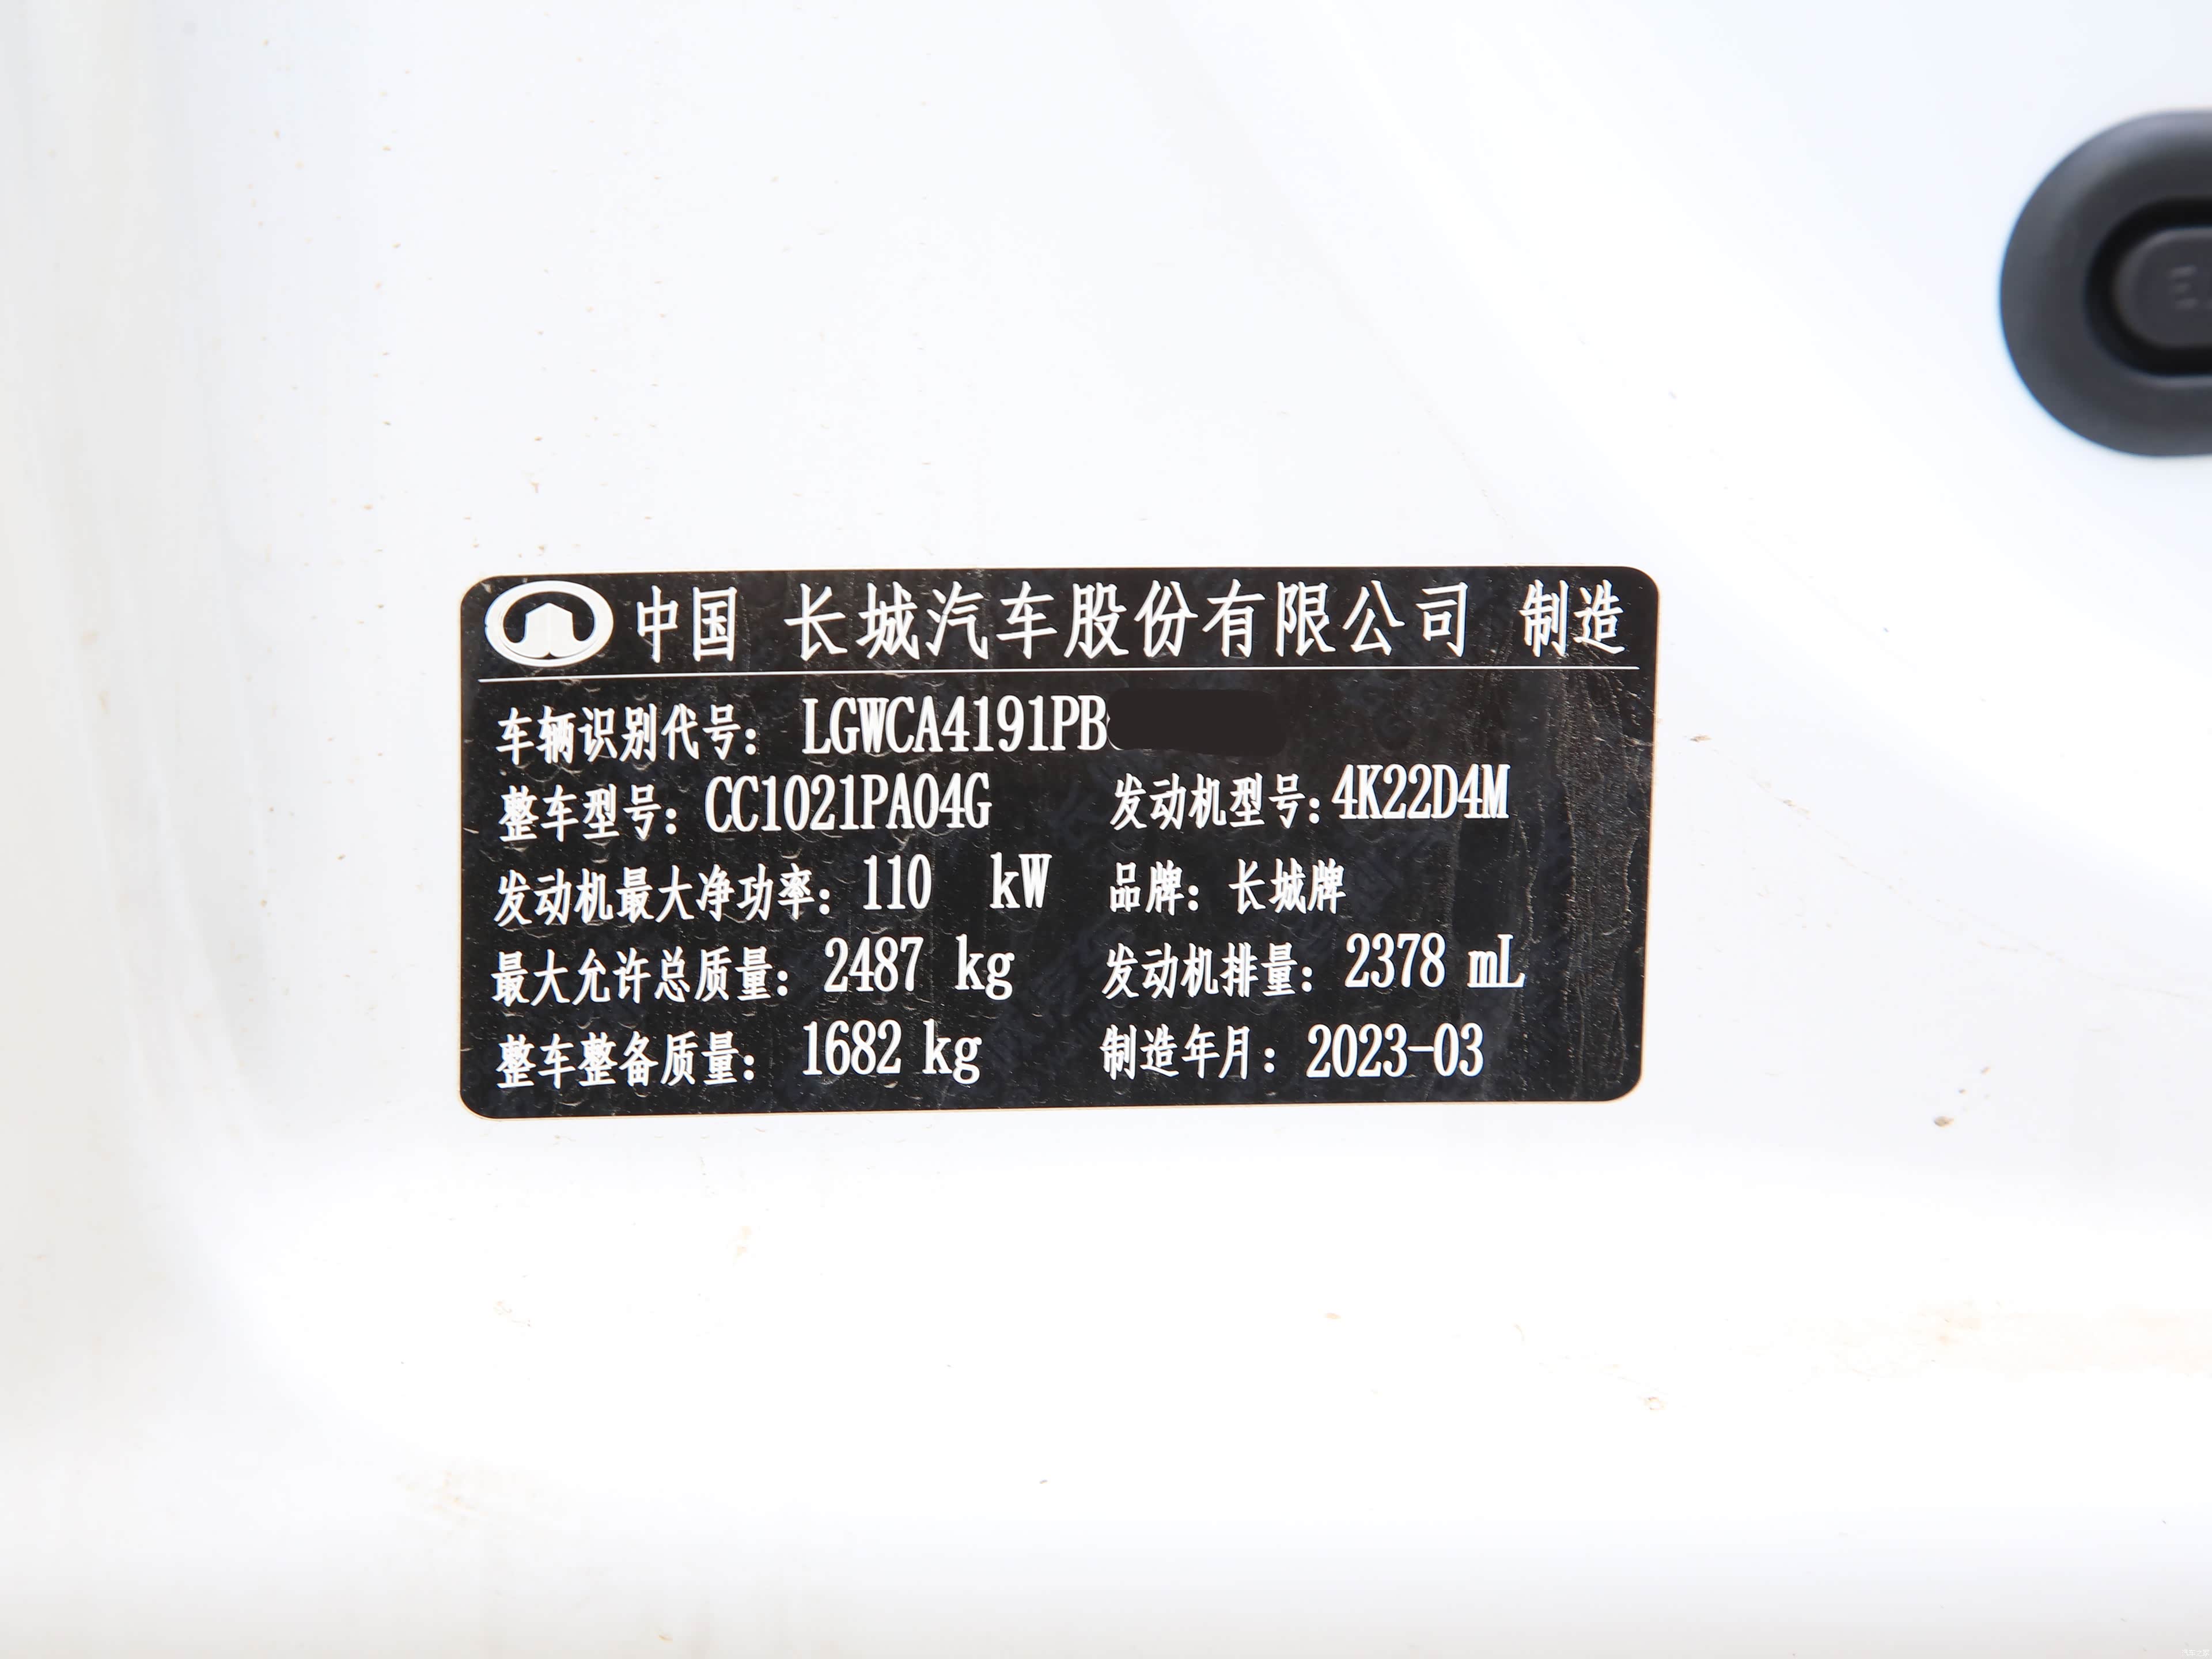 中国 长城汽车股份有限公司 制造
车辆识别代号: LGWCA4191PB
整车型号: CC1021PA04G 发动机型号: 4K22D4M
发动机最大净功率: 110 kW 品牌: 长城牌
最大允许总质量: 2487 kg 发动机排量: 2378 mL
整车整备质量: 1682 kg 制造年月: 2023-03